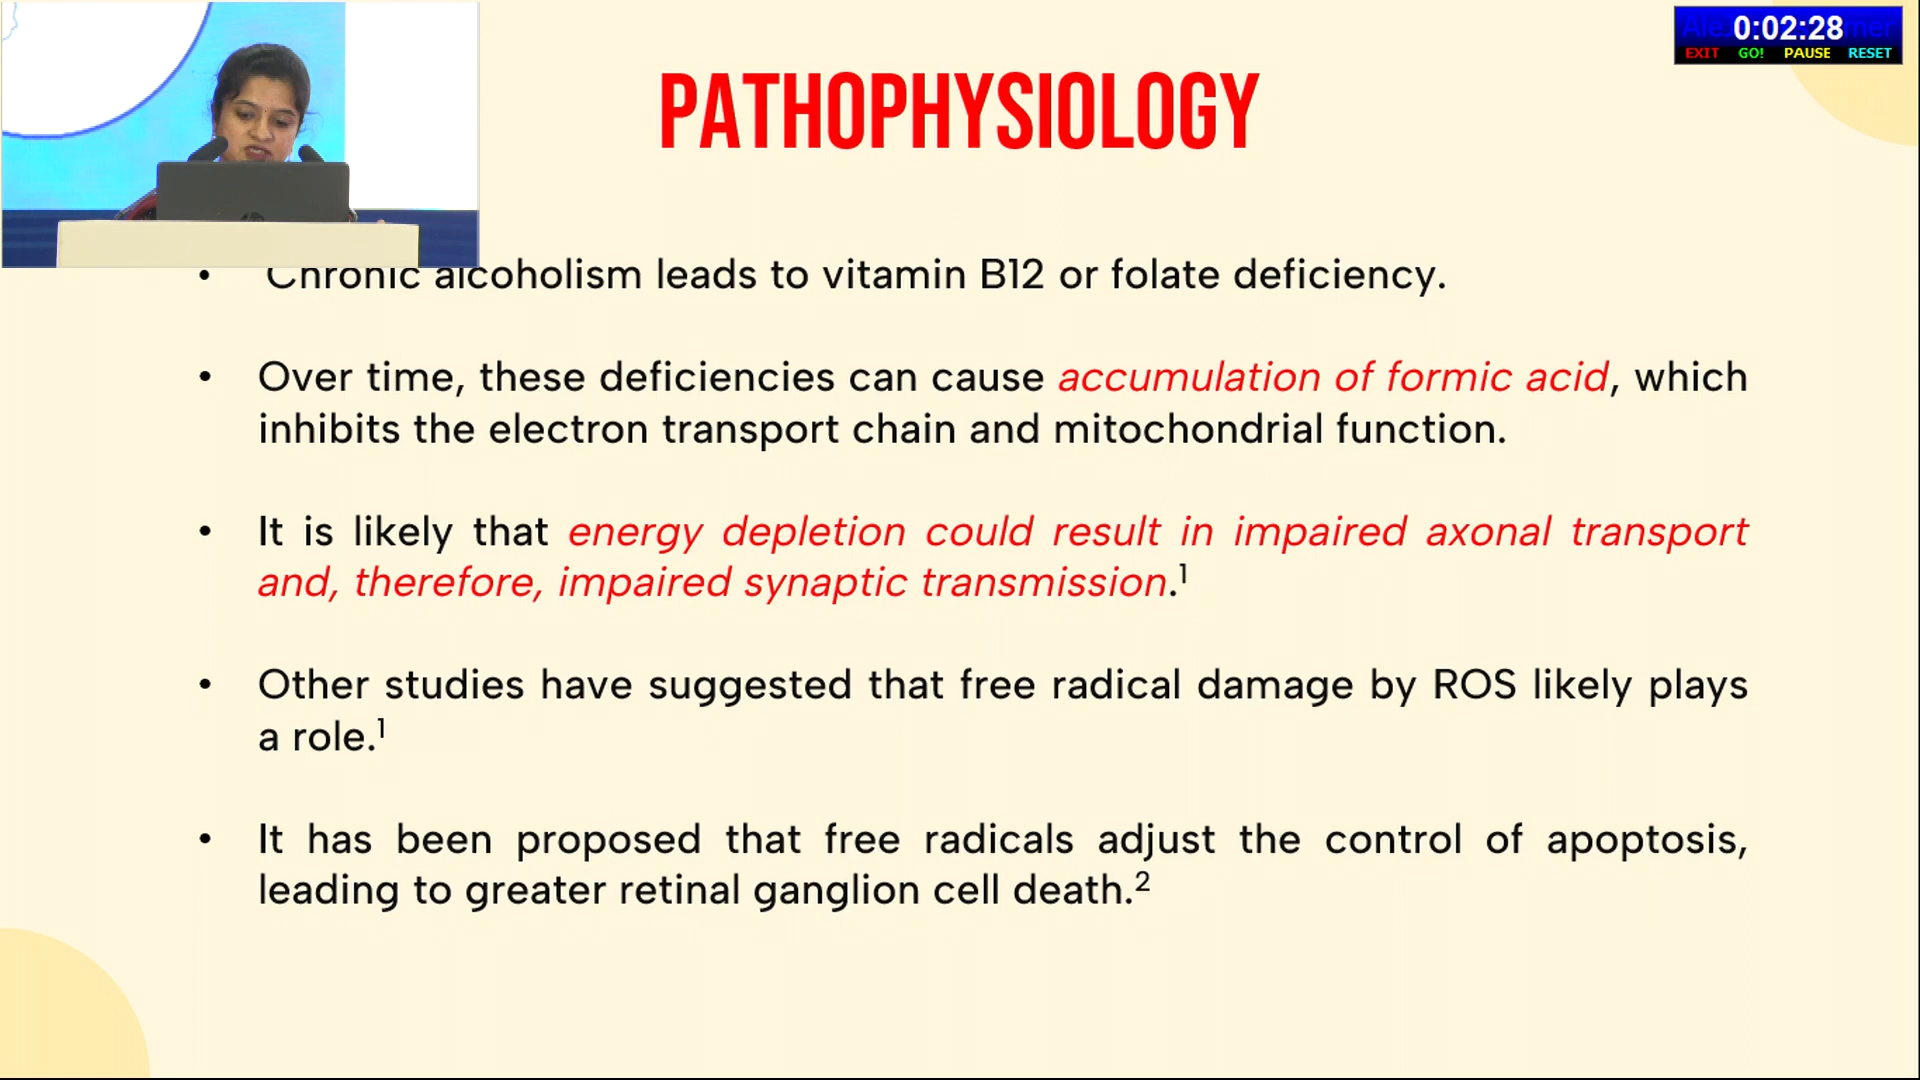 0:02:28
EXIT GO! PAUSE RESET
PATHOPHYSIOLOGY
• Chronic alcoholism leads to vitamin B12 or folate deficiency.
• Over time, these deficiencies can cause accumulation of formic acid, which
inhibits the electron transport chain and mitochondrial function.
• It is likely that energy depletion could result in impaired axonal transport
and, therefore, impaired synaptic transmission.¹
• Other studies have suggested that free radical damage by ROS likely plays
a role.¹
• It has been proposed that free radicals adjust the control of apoptosis,
leading to greater retinal ganglion cell death.²